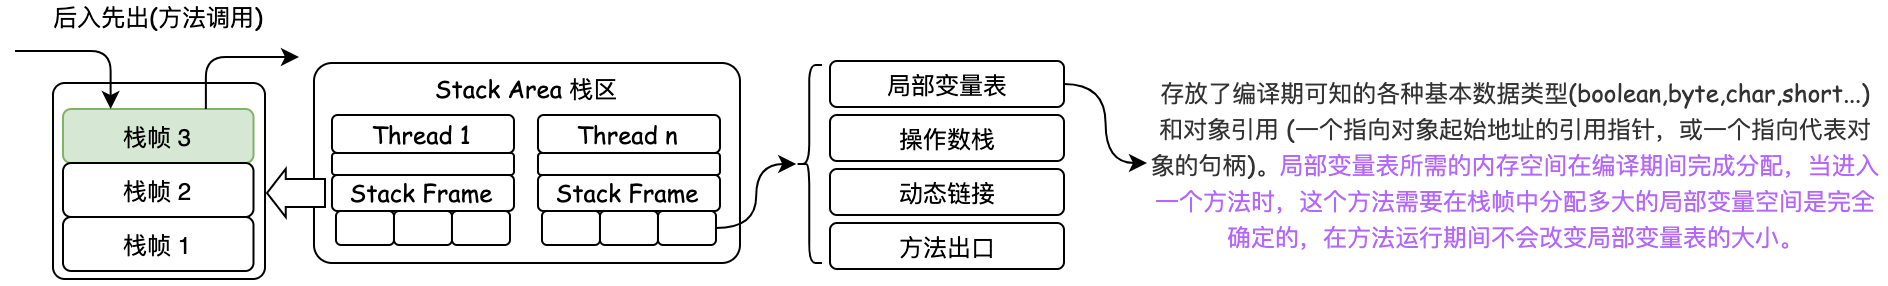 后入先出(方法调用)
栈帧 3
栈帧 2
栈帧 1
Stack Area 栈区
Thread 1
Stack Frame
Thread n
Stack Frame
局部变量表
操作数栈
动态链接
方法出口
存放了编译期可知的各种基本数据类型(boolean,byte,char,short...)
和对象引用 (一个指向对象起始地址的引用指针，或一个指向代表对
象的句柄)。局部变量表所需的内存空间在编译期间完成分配，当进入
一个方法时，这个方法需要在栈帧中分配多大的局部变量空间是完全
确定的，在方法运行期间不会改变局部变量表的大小。